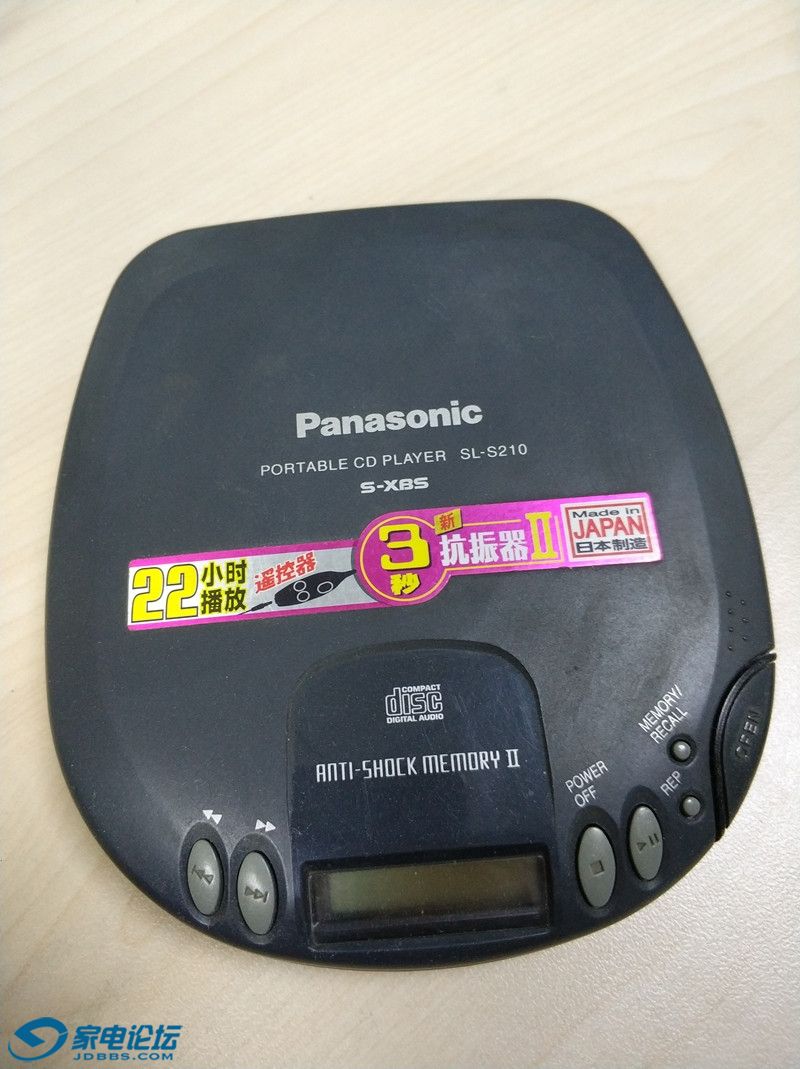 Panasonic
PORTABLE CD PLAYER SL-S210
S-XBS
22小时播放
遥控器
3秒
新
抗振器II
Made in
JAPAN
日本制造
COMPACT
disc
DIGITAL AUDIO
ANTI-SHOCK MEMORY II
MEMORY/
RECALL
OPEN
POWER
OFF
REP
家电论坛
JDBBS.COM